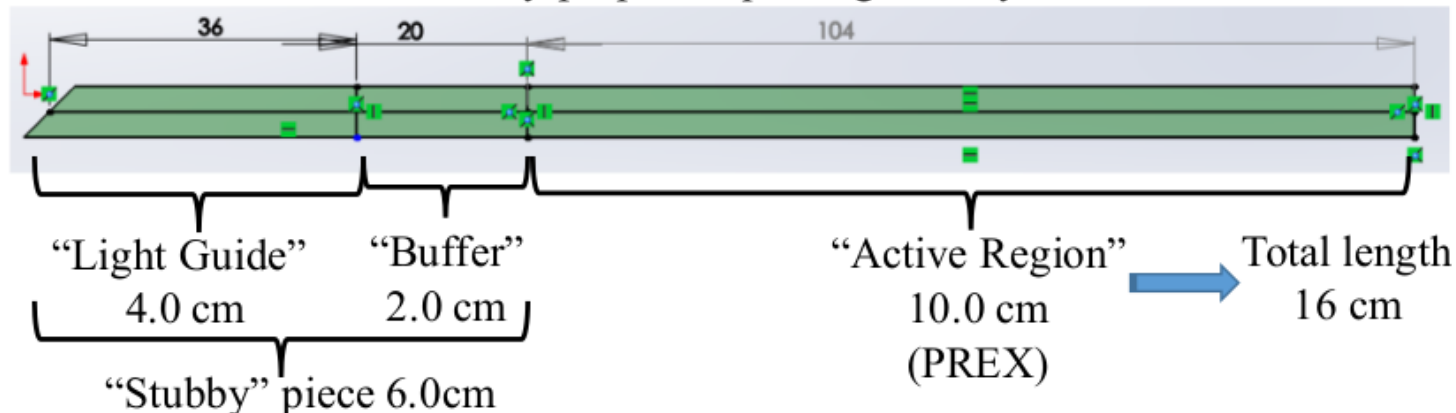 36 20 104
“Light Guide” “Buffer” “Active Region” Total length
4.0 cm 2.0 cm 10.0 cm 16 cm
(PREX)
“Stubby” piece 6.0cm